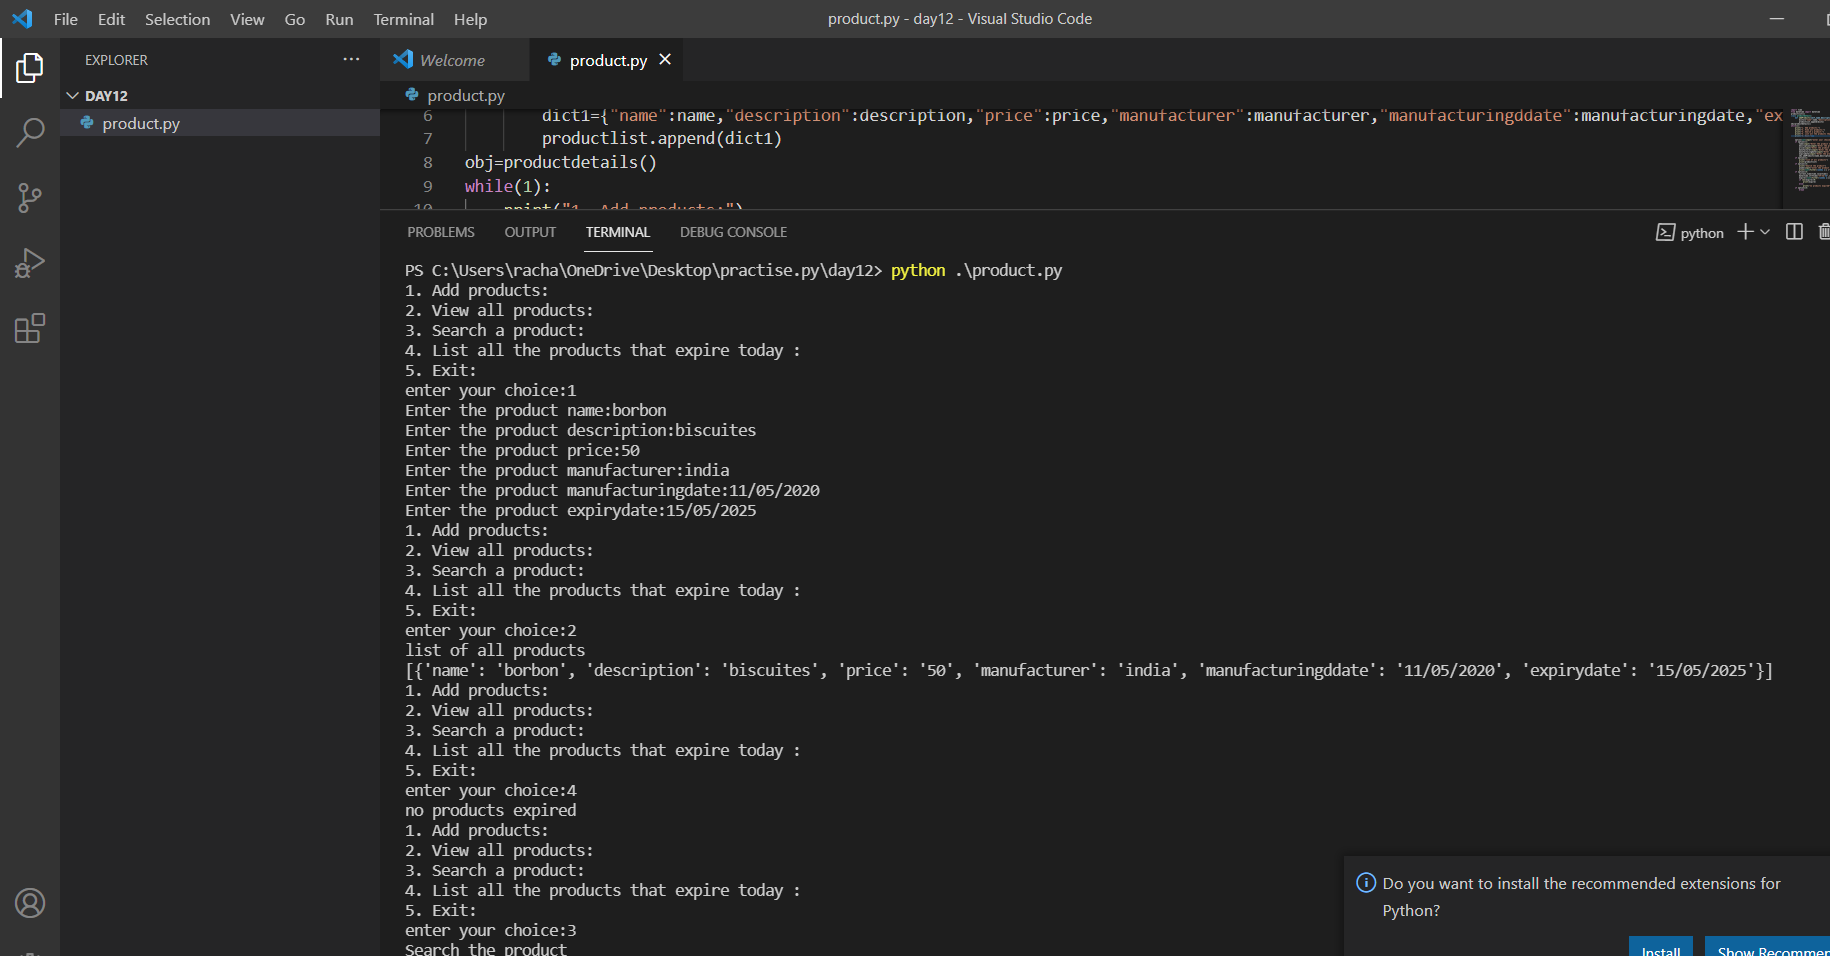 File Edit Selection View Go Run Terminal Help
product.py - day12 - Visual Studio Code
EXPLORER
DAY12
product.py
Welcome
product.py
product.py
6 dict1={"name":name,"description":description,"price":price,"manufacturer":manufacturer,"manufacturingddate":manufacturingdate,"ex
7 productlist.append(dict1)
8 obj=productdetails()
9 while(1):
10 print("1. Add products:")
PROBLEMS OUTPUT TERMINAL DEBUG CONSOLE
python
PS C:\Users\racha\OneDrive\Desktop\practise.py\day12> python .\product.py
1. Add products:
2. View all products:
3. Search a product:
4. List all the products that expire today :
5. Exit:
enter your choice:1
Enter the product name:borbon
Enter the product description:biscuites
Enter the product price:50
Enter the product manufacturer:india
Enter the product manufacturingdate:11/05/2020
Enter the product expirydate:15/05/2025
1. Add products:
2. View all products:
3. Search a product:
4. List all the products that expire today :
5. Exit:
enter your choice:2
list of all products
[{'name': 'borbon', 'description': 'biscuites', 'price': '50', 'manufacturer': 'india', 'manufacturingddate': '11/05/2020', 'expirydate': '15/05/2025'}]
1. Add products:
2. View all products:
3. Search a product:
4. List all the products that expire today :
5. Exit:
enter your choice:4
no products expired
1. Add products:
2. View all products:
3. Search a product:
4. List all the products that expire today :
5. Exit:
enter your choice:3
Search the product
Do you want to install the recommended extensions for
Python?
Install
Show Recommen